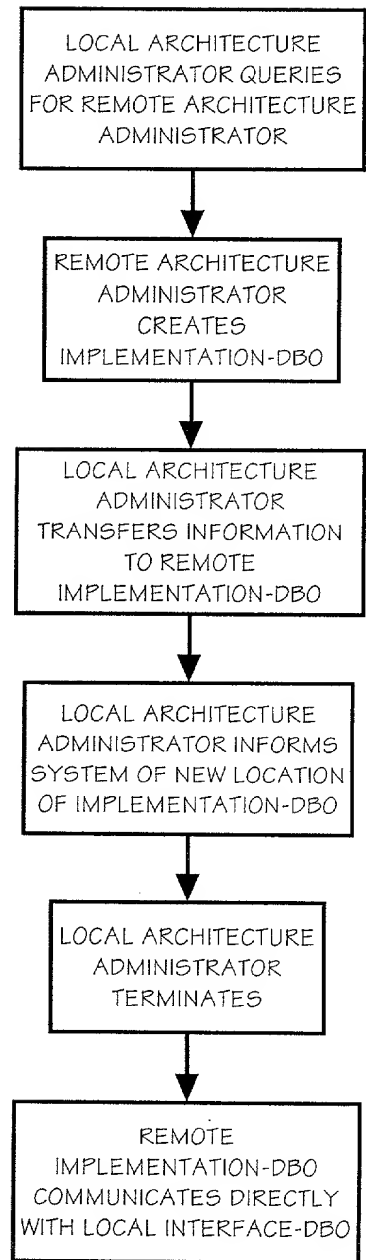 LOCAL ARCHITECTURE
ADMINISTRATOR QUERIES
FOR REMOTE ARCHITECTURE
ADMINISTRATOR
REMOTE ARCHITECTURE
ADMINISTRATOR
CREATES
IMPLEMENTATION-DBO
LOCAL ARCHITECTURE
ADMINISTRATOR
TRANSFERS INFORMATION
TO REMOTE
IMPLEMENTATION-DBO
LOCAL ARCHITECTURE
ADMINISTRATOR INFORMS
SYSTEM OF NEW LOCATION
OF IMPLEMENTATION-DBO
LOCAL ARCHITECTURE
ADMINISTRATOR
TERMINATES
REMOTE
IMPLEMENTATION-DBO
COMMUNICATES DIRECTLY
WITH LOCAL INTERFACE-DBO